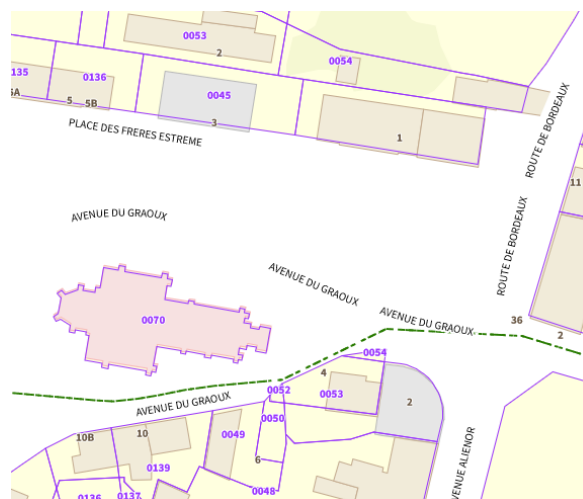 0053
2
0054
135
0136
0045
5A
5
5B
3
1
PLACE DES FRERES ESTREME
ROUTE DE BORDEAUX
11
AVENUE DU GRAOUX
ROUTE DE BORDEAUX
AVENUE DU GRAOUX
0070
AVENUE DU GRAOUX
36
2
0054
4
0052
0053
2
AVENUE DU GRAOUX
0050
10B
10
0049
6
0139
0048
0136
0137
VENUE ALIENOR